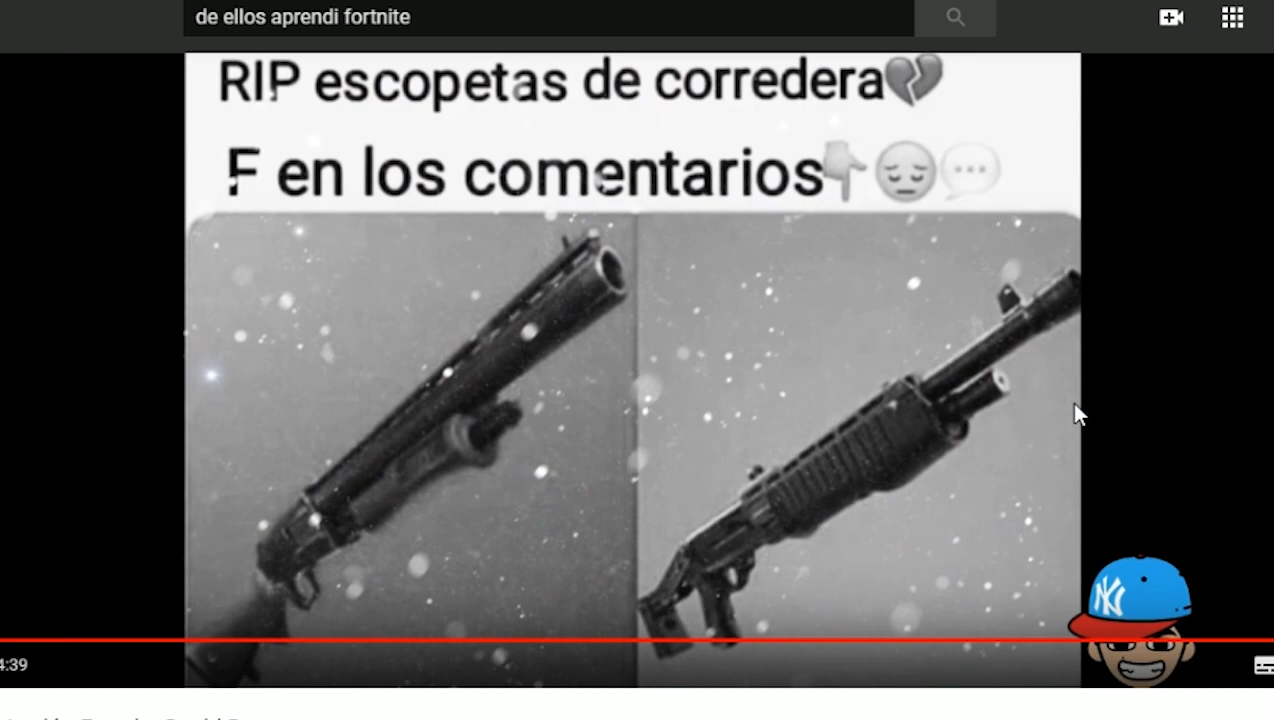 de ellos aprendi fortnite
RIP escopetas de corredera
F en los comentarios
NY
4:39